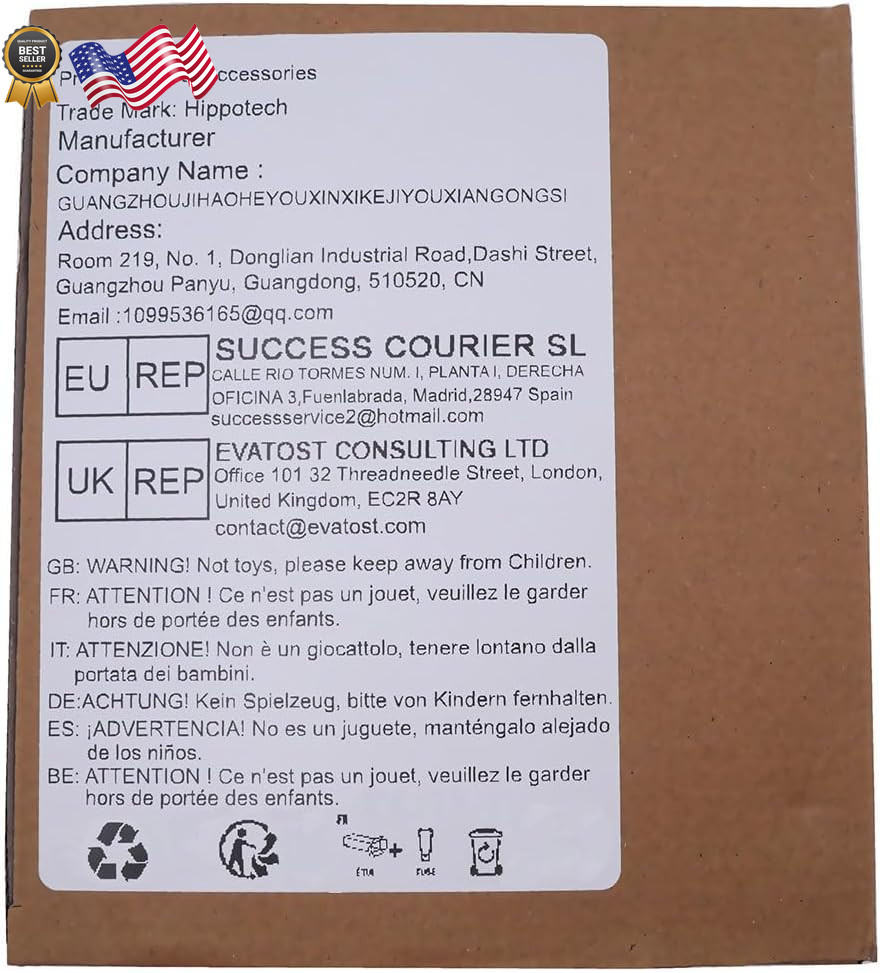 QUALITY PRODUCT
BEST
SELLER
ccessories
Trade Mark: Hippotech
Manufacturer
Company Name :
GUANGZHOUJIHAOHEYOUXINXIKEJIYOUXIANGONGSI
Address:
Room 219, No. 1, Donglian Industrial Road,Dashi Street,
Guangzhou Panyu, Guangdong, 510520, CN
Email :1099536165@qq.com
EU REP
SUCCESS COURIER SL
CALLE RIO TORMES NUM. I, PLANTA I, DERECHA
OFICINA 3,Fuenlabrada, Madrid,28947 Spain
successservice2@hotmail.com
UK REP
EVATOST CONSULTING LTD
Office 101 32 Threadneedle Street, London,
United Kingdom, EC2R 8AY
contact@evatost.com
GB: WARNING! Not toys, please keep away from Children.
FR: ATTENTION ! Ce n'est pas un jouet, veuillez le garder
hors de portée des enfants.
IT: ATTENZIONE! Non è un giocattolo, tenere lontano dalla
portata dei bambini.
DE:ACHTUNG! Kein Spielzeug, bitte von Kindern fernhalten.
ES: ¡ADVERTENCIA! No es un juguete, manténgalo alejado
de los niños.
BE: ATTENTION ! Ce n'est pas un jouet, veuillez le garder
hors de portée des enfants.
FR
+
ÉTUI